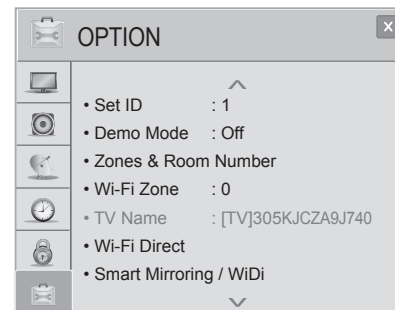 OPTION
x
• Set ID : 1
• Demo Mode : Off
• Zones & Room Number
• Wi-Fi Zone : 0
• TV Name : [TV]305KJCZA9J740
• Wi-Fi Direct
• Smart Mirroring / WiDi